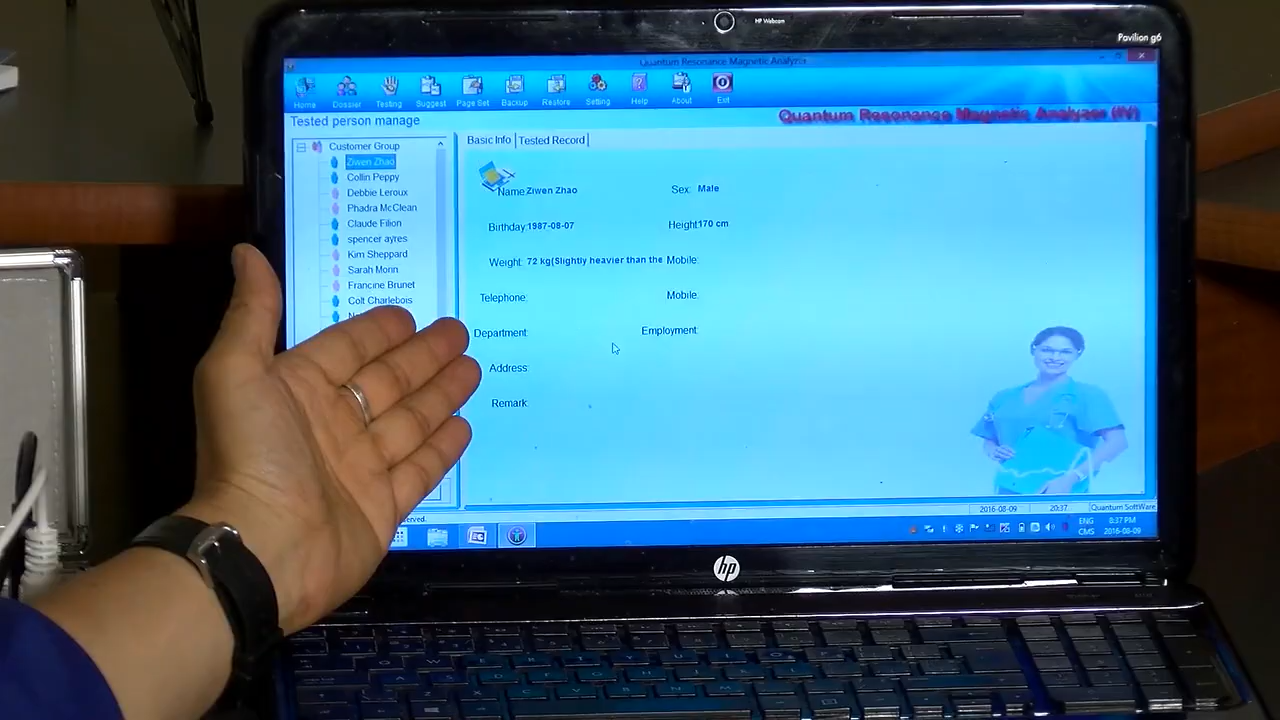 HP Webcam
Pavilion g6
Quantum Resonance Magnetic Analyzer
Home Dossier Testing Suggest Page Set Backup Restore Setting Help About Exit
Quantum Resonance Magnetic Analyzer (IV)
Tested person manage
Basic Info Tested Record
Customer Group
Ziwen Zhao
Collin Peppy
Debbie Leroux
Phadra McClean
Claude Filion
spencer ayres
Kim Sheppard
Sarah Morin
Francine Brunet
Colt Charlebois
Name Ziwen Zhao Sex: Male
Birthday: 1987-08-07 Height: 170 cm
Weight: 72 kg(Slightly heavier than the Mobile:
Telephone: Mobile:
Department: Employment:
Address:
Remark:
2016-08-09 20:37 Quantum SoftWare
ENG 8:37 PM
CMS 2016-08-09
hp